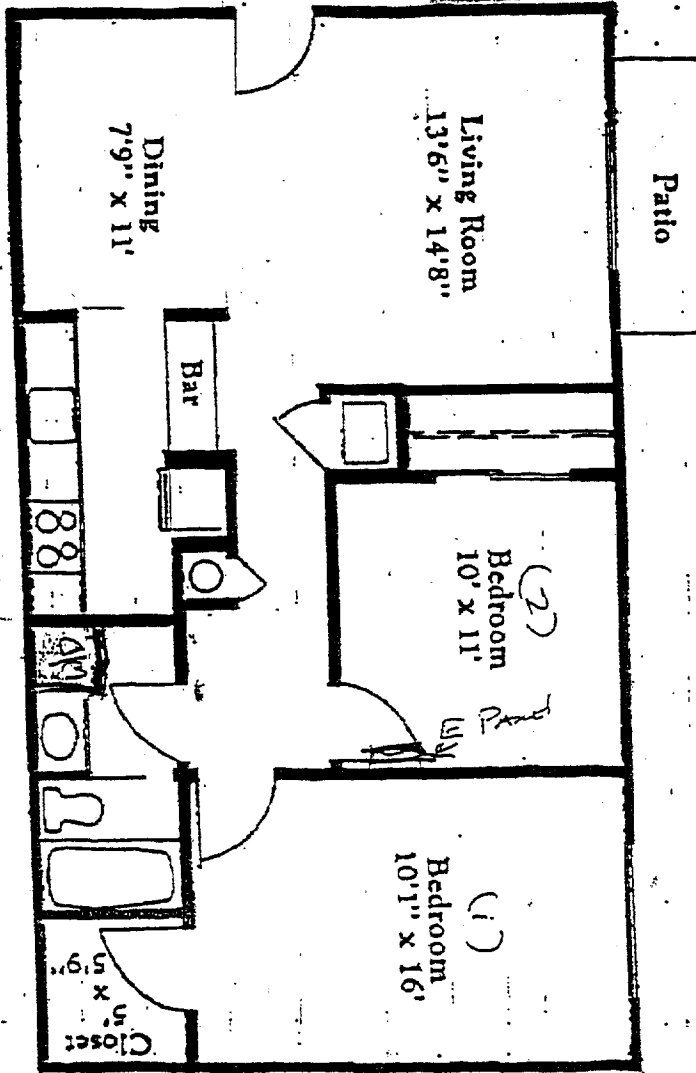 Patio
Living Room
13'6" x 14'8"
Dining
7'9" x 11'
Bar
(2)
Bedroom
10' x 11'
(1)
Bedroom
10'1" x 16'
Closet
5'
x
5'9"